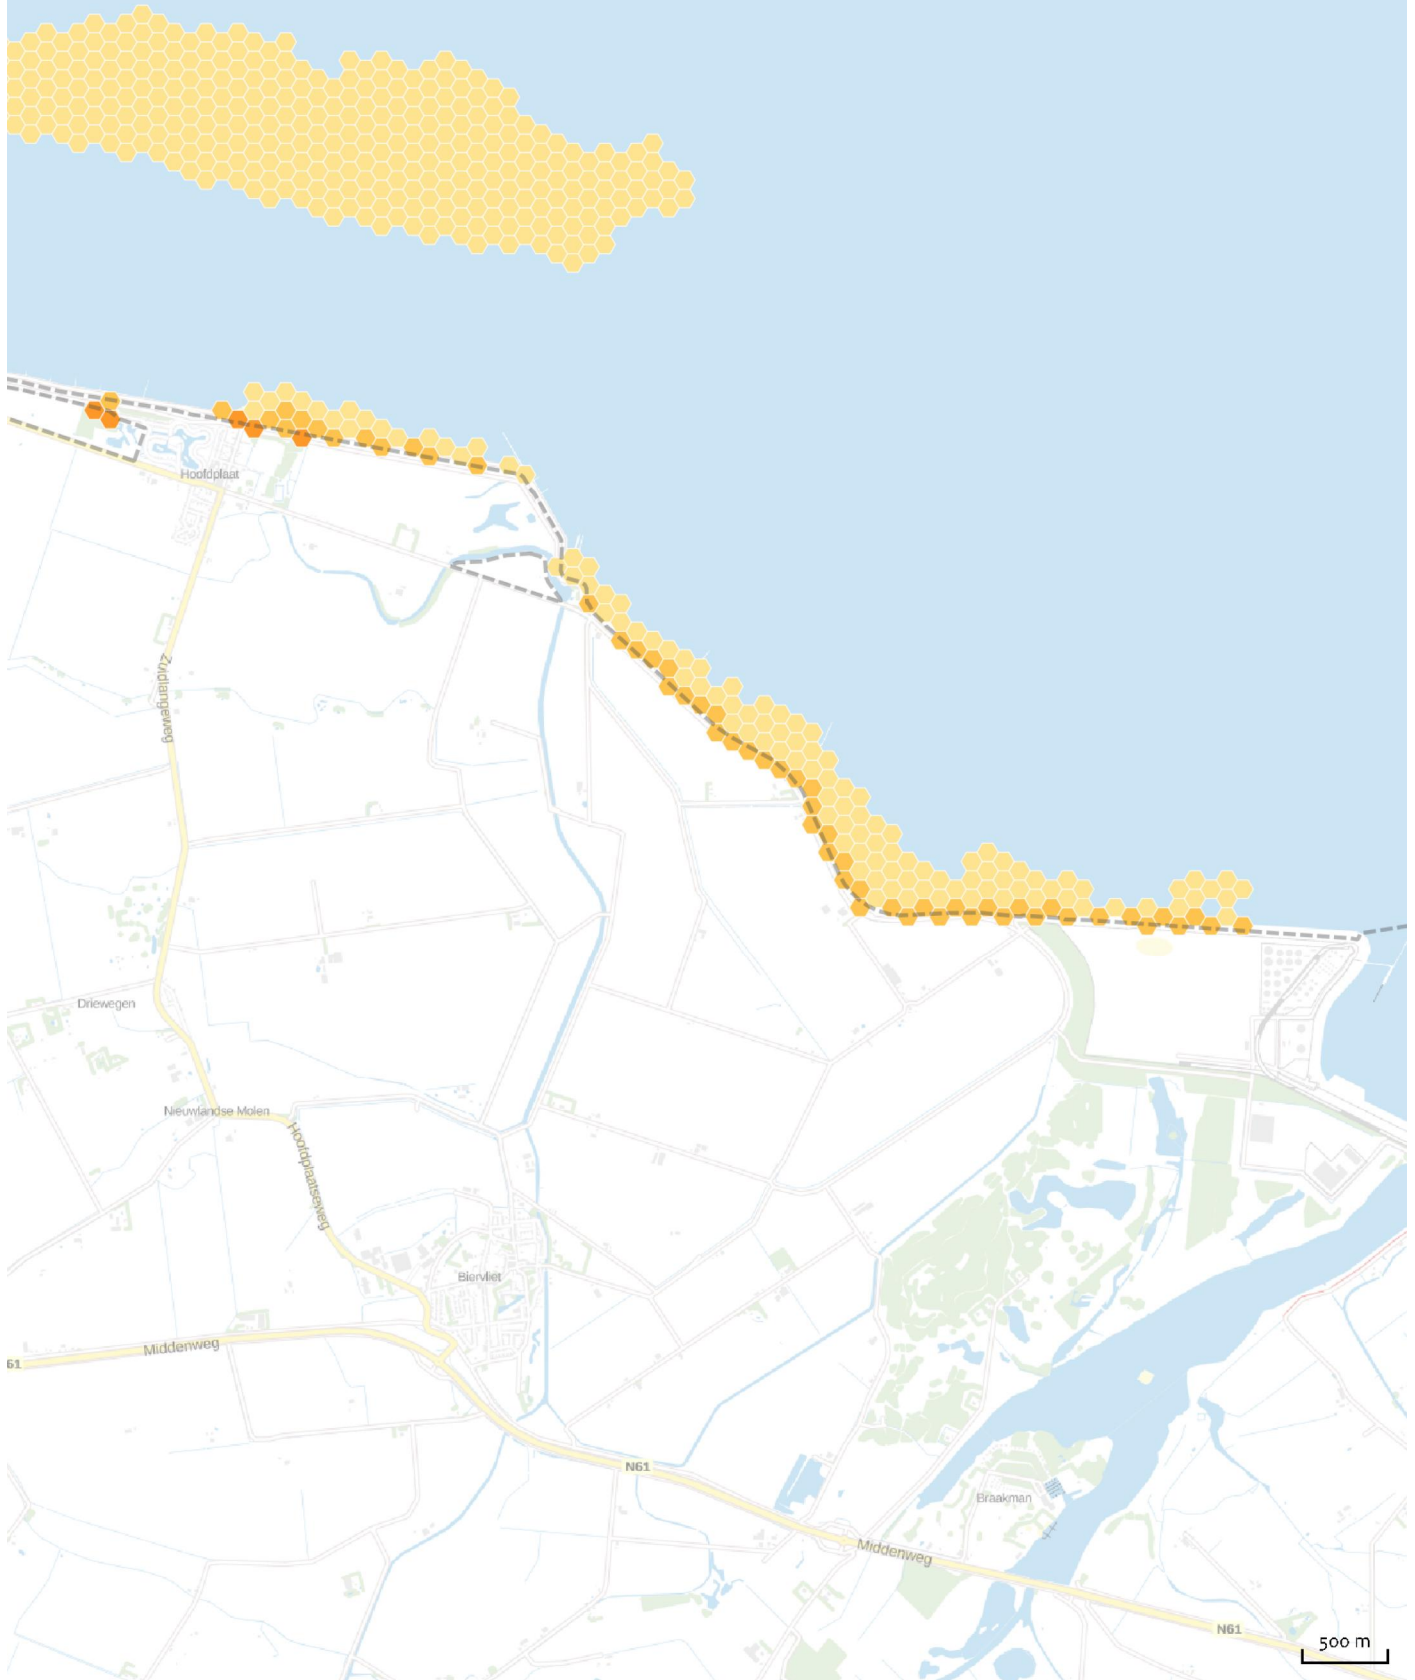 Hoofdplaat
Zuidlangeweg
Driewegen
Nieuwlandse Molen
Hoofdplaatseweg
Biervliet
Middenweg
61
N61
Braakman
Middenweg
N61
500 m